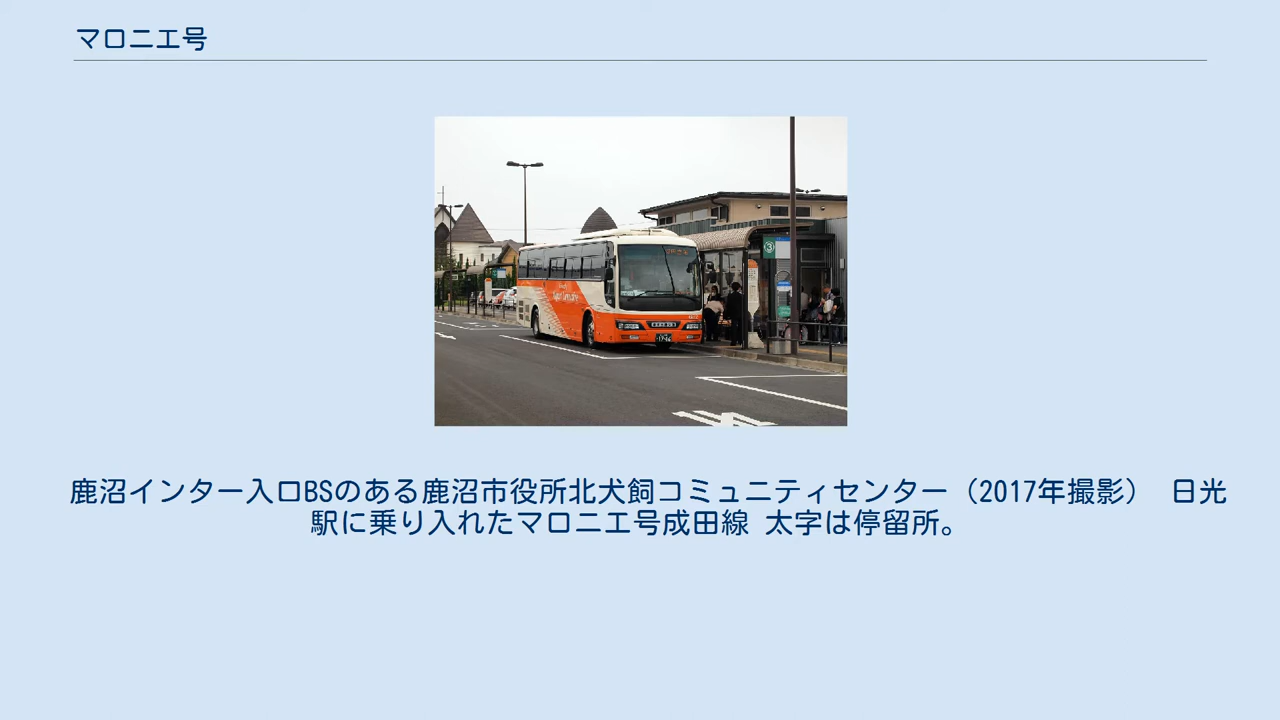 マロニエ号
鹿沼インター入口BSのある鹿沼市役所北犬飼コミュニティセンター（2017年撮影） 日光
駅に乗り入れたマロニエ号成田線 太字は停留所。